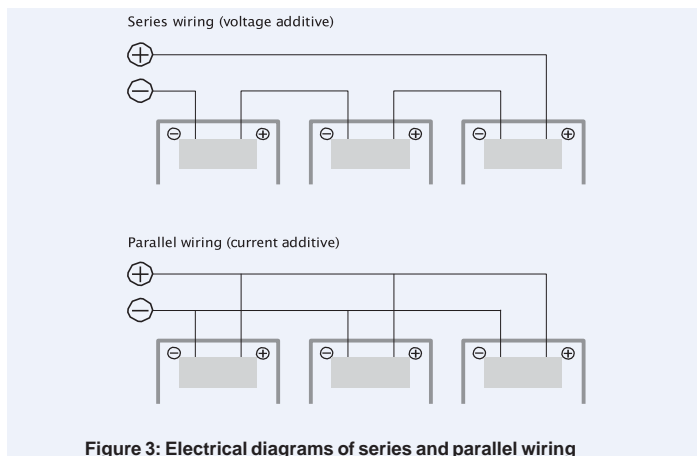 Series wiring (voltage additive)
+
−
− + − + − +
Parallel wiring (current additive)
+
−
− + − + − +
Figure 3: Electrical diagrams of series and parallel wiring